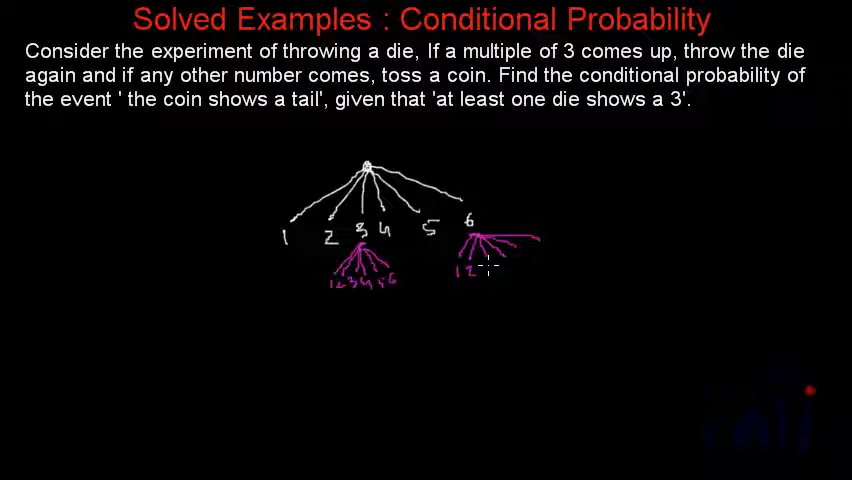 Solved Examples : Conditional Probability
Consider the experiment of throwing a die, If a multiple of 3 comes up, throw the die
again and if any other number comes, toss a coin. Find the conditional probability of
the event ' the coin shows a tail', given that 'at least one die shows a 3'.
1 2 3 4 5 6
1 2 3 4 5 6 1 2